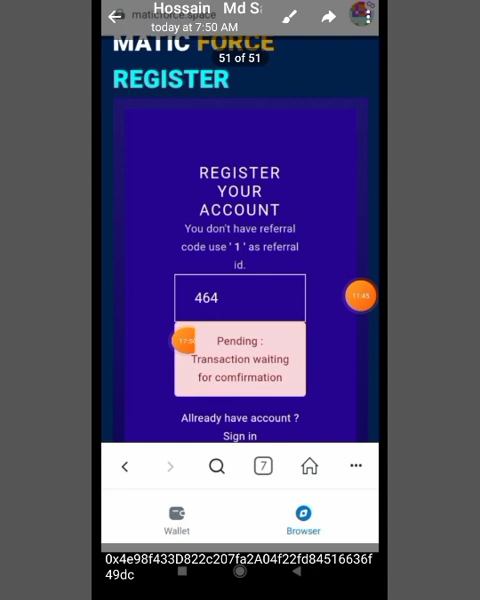 Hossain Md S
maticforce.space
today at 7:50 AM
MATIC FORCE
51 of 51
REGISTER
REGISTER
YOUR
ACCOUNT
You don't have referral
code use ' 1 ' as referral
id.
464
11:45
Pending :
Transaction waiting
for comfirmation
Allready have account ?
Sign in
7
Wallet
Browser
0x4e98f433D822c207fa2A04f22fd84516636f
49dc